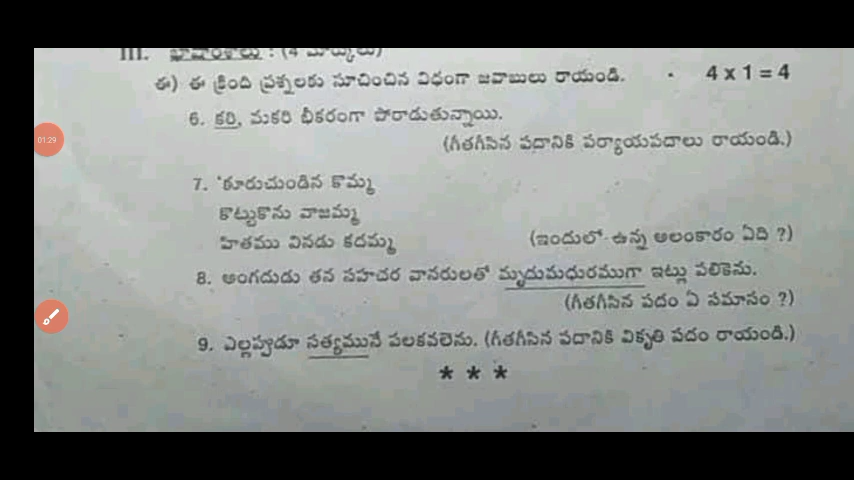 III. భాషాంశాలు : (4 మార్కులు)
ఈ) ఈ క్రింది ప్రశ్నలకు సూచించిన విధంగా జవాబులు రాయండి. 4 x 1 = 4
6. కరి, మకరి భీకరంగా పోరాడుతున్నాయి.
(గీతగీసిన పదానికి పర్యాయపదాలు రాయండి.)
01:29
7. 'కూరుచుండిన కొమ్మ
కొట్టుకొను వాజమ్మ
హితము వినడు కదమ్మ (ఇందులో ఉన్న అలంకారం ఏది ?)
8. అంగదుడు తన సహచర వానరులతో మృదుమధురముగా ఇట్లు పలికెను.
(గీతగీసిన పదం ఏ సమాసం ?)
9. ఎల్లప్పుడూ సత్యమునే పలకవలెను. (గీతగీసిన పదానికి వికృతి పదం రాయండి.)
* * *